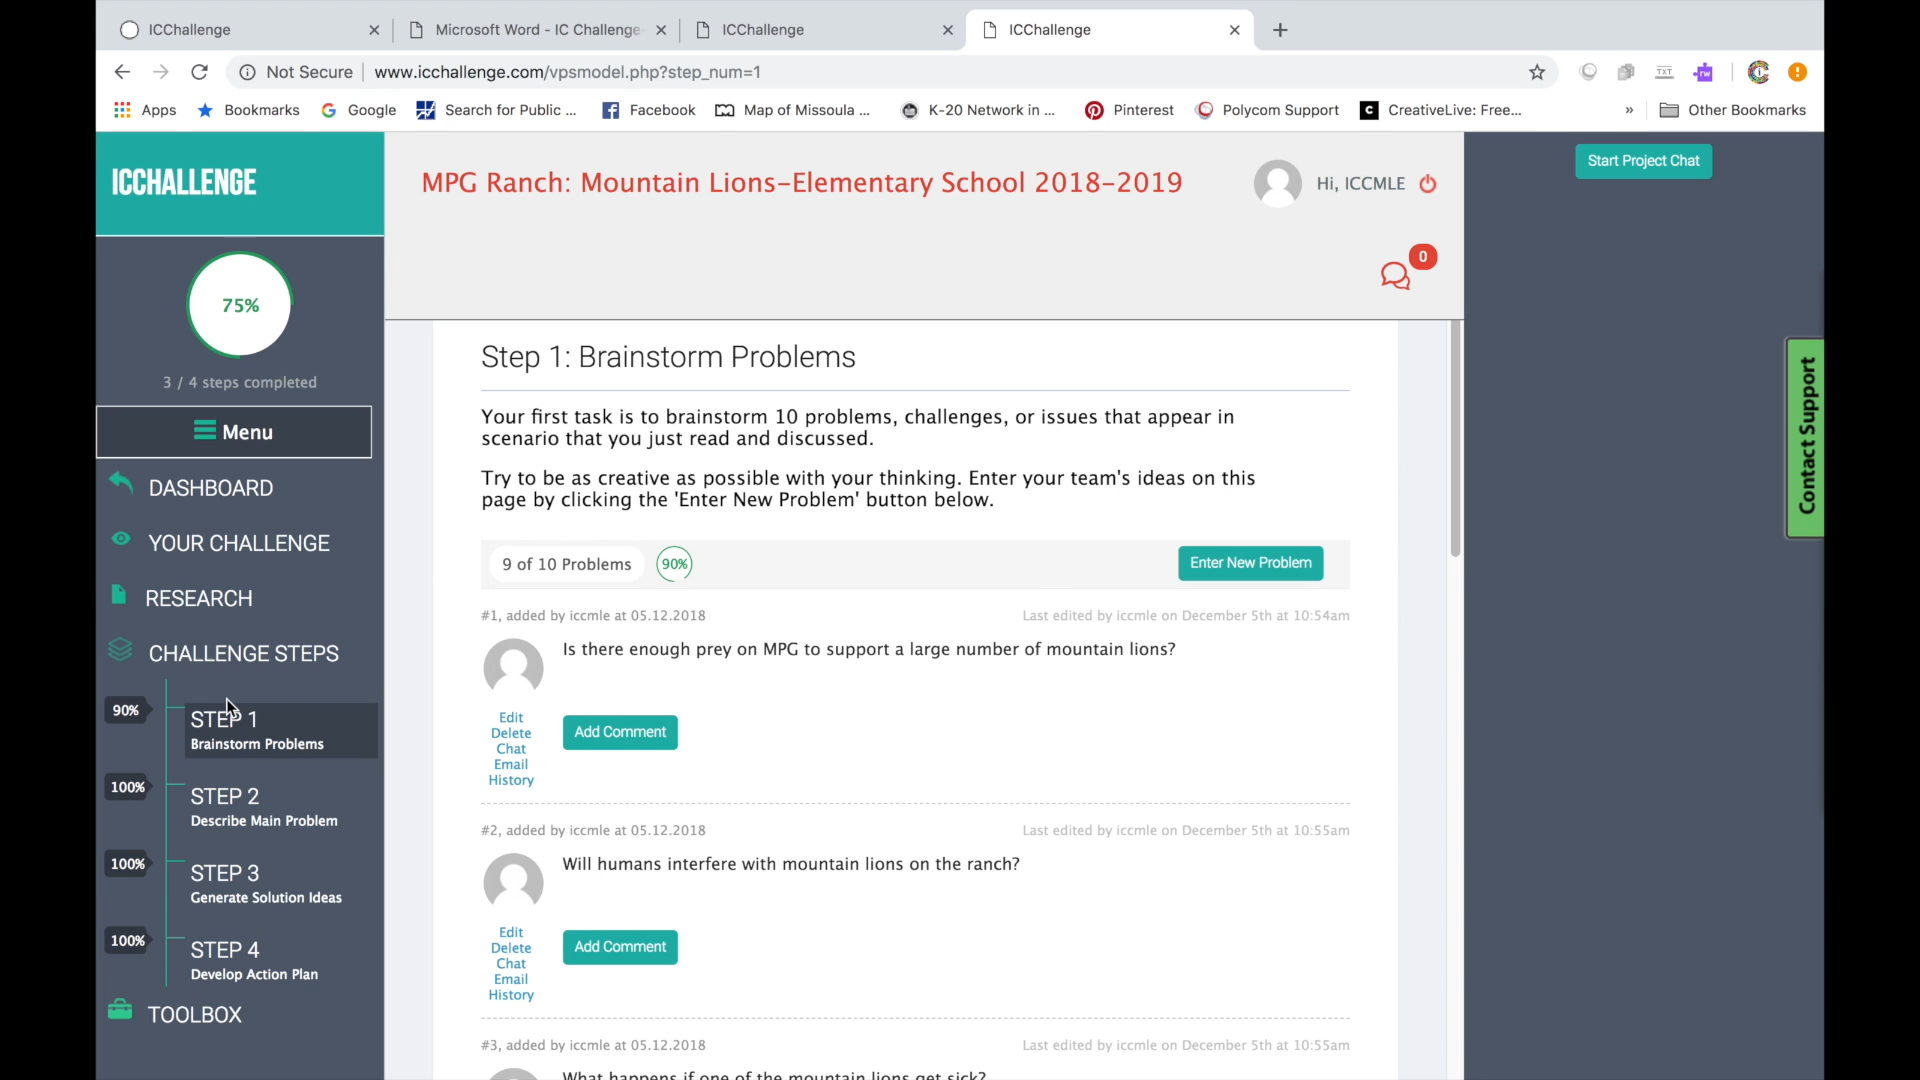 ICChallenge
Microsoft Word - IC Challenge
ICChallenge
ICChallenge
Not Secure
www.icchallenge.com/vpsmodel.php?step_num=1
TXT
rw
Apps
Bookmarks
Google
Search for Public ...
Facebook
Map of Missoula ...
K-20 Network in ...
Pinterest
Polycom Support
CreativeLive: Free...
»
Other Bookmarks
ICCHALLENGE
75%
3 / 4 steps completed
Menu
DASHBOARD
YOUR CHALLENGE
RESEARCH
CHALLENGE STEPS
90%
STEP 1
Brainstorm Problems
100%
STEP 2
Describe Main Problem
100%
STEP 3
Generate Solution Ideas
100%
STEP 4
Develop Action Plan
TOOLBOX
MPG Ranch: Mountain Lions-Elementary School 2018-2019
Hi, ICCMLE
0
Step 1: Brainstorm Problems
Your first task is to brainstorm 10 problems, challenges, or issues that appear in
scenario that you just read and discussed.
Try to be as creative as possible with your thinking. Enter your team's ideas on this
page by clicking the 'Enter New Problem' button below.
9 of 10 Problems
90%
Enter New Problem
#1, added by iccmle at 05.12.2018
Last edited by iccmle on December 5th at 10:54am
Is there enough prey on MPG to support a large number of mountain lions?
Edit
Delete
Chat
Email
History
Add Comment
#2, added by iccmle at 05.12.2018
Last edited by iccmle on December 5th at 10:55am
Will humans interfere with mountain lions on the ranch?
Edit
Delete
Chat
Email
History
Add Comment
#3, added by iccmle at 05.12.2018
Last edited by iccmle on December 5th at 10:55am
What happens if one of the mountain lions get sick?
Start Project Chat
Contact Support